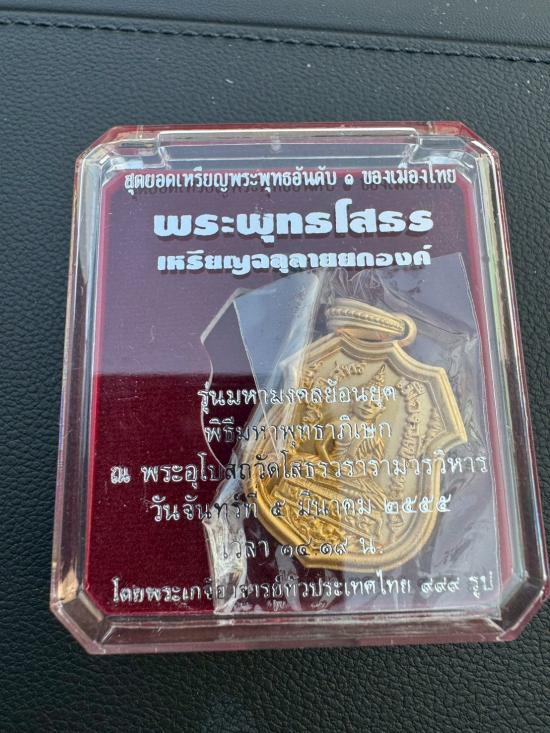 สุดยอดเหรียญพระพุทธอันดับ ๑ ของเมืองไทย
พระพุทธโสธร
เหรียญฉลุลายยกองค์
รุ่นมหามงคลย้อนยุค
พิธีมหาพุทธาภิเษก
ณ พระอุโบสถวัดโสธรวรารามวรวิหาร
วันจันทร์ที่ ๕ มีนาคม ๒๕๕๕
เวลา ๑๔.๑๙ น.
โดยพระเกจิอาจารย์ทั่วประเทศไทย ๙๙๙ รูป